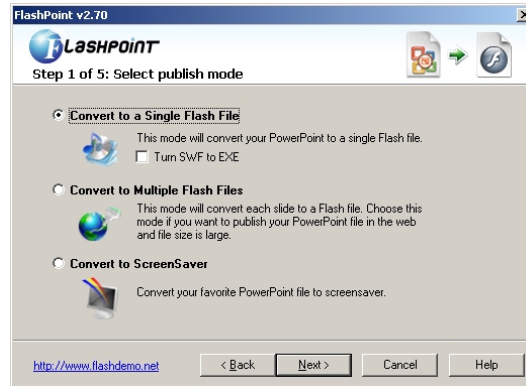 FlashPoint v2.70
FLASHPOINT
Step 1 of 5: Select publish mode
Convert to a Single Flash File
This mode will convert your PowerPoint to a single Flash file.
Turn SWF to EXE
Convert to Multiple Flash Files
This mode will convert each slide to a Flash file. Choose this
mode if you want to publish your PowerPoint file in the web
and file size is large.
Convert to ScreenSaver
Convert your favorite PowerPoint file to screensaver.
http://www.flashdemo.net
< Back
Next >
Cancel
Help